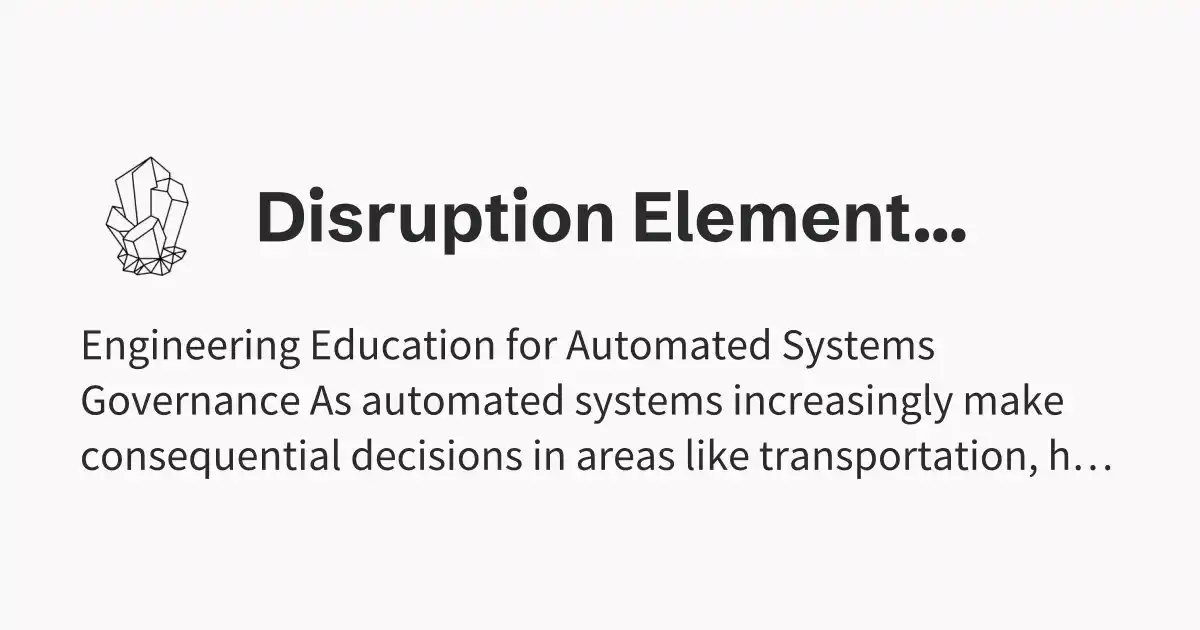 Disruption Element...
Engineering Education for Automated Systems
Governance As automated systems increasingly make
consequential decisions in areas like transportation, h...